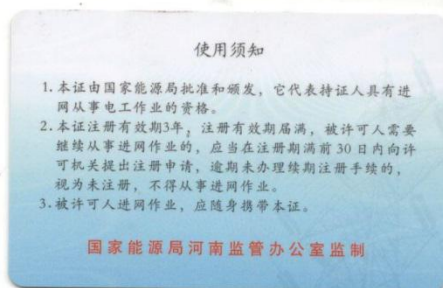 使用须知
1.本证由国家能源局批准和颁发，它代表持证人具有进
网从事电工作业的资格。
2.本证注册有效期3年，注册有效期届满，被许可人需要
继续从事进网作业的，应当在注册期满前30日内向许
可机关提出注册申请，逾期未办理续期注册手续的，
视为未注册，不得从事进网作业。
3.被许可人进网作业，应随身携带本证。
国家能源局河南监管办公室监制